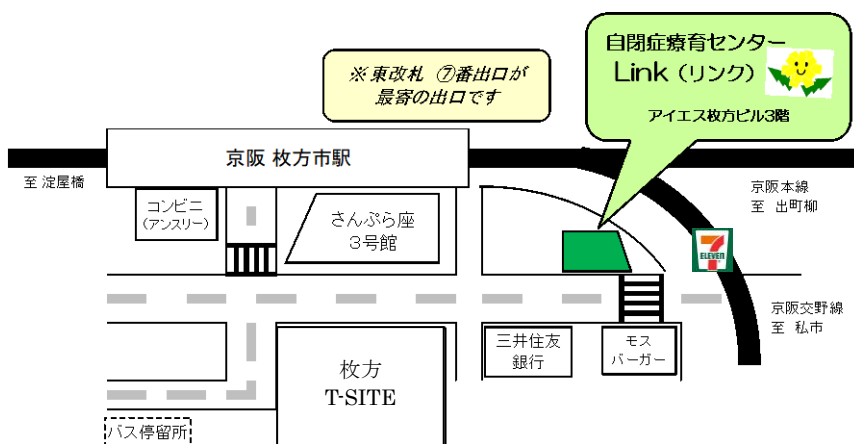 自閉症療育センター
Link（リンク）
アイエス枚方ビル3階
※東改札 ⑦番出口が
最寄の出口です
京阪 枚方市駅
至 淀屋橋
京阪本線
至 出町柳
コンビニ
(アンスリー)
さんぷら座
3号館
7
ELEVEN
京阪交野線
至 私市
三井住友
銀行
モス
バーガー
枚方
T-SITE
バス停留所